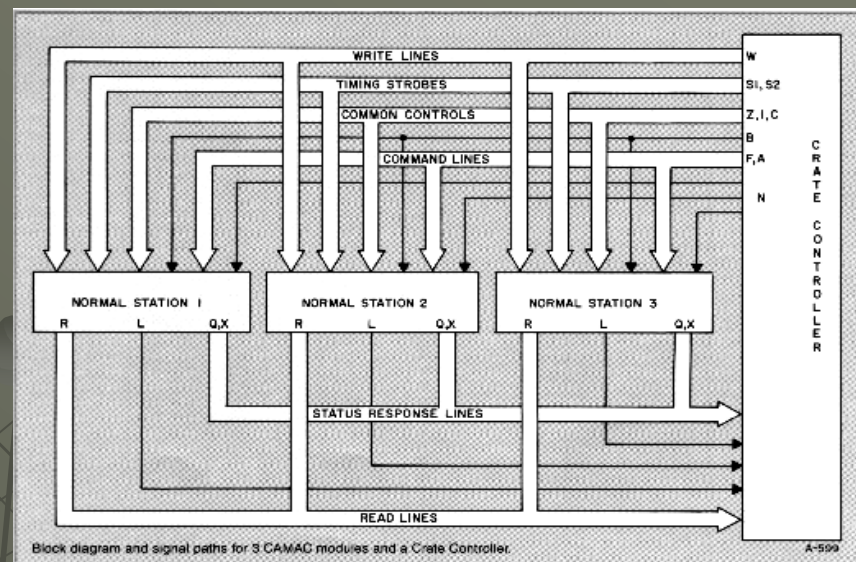 WRITE LINES
W
TIMING STROBES
S1, S2
COMMON CONTROLS
Z, I, C
B
COMMAND LINES
F, A
N
CRATE CONTROLLER
NORMAL STATION 1
R L Q,X
NORMAL STATION 2
R L Q,X
NORMAL STATION 3
R L Q,X
STATUS RESPONSE LINES
READ LINES
Block diagram and signal paths for 3 CAMAC modules and a Crate Controller.
A-599